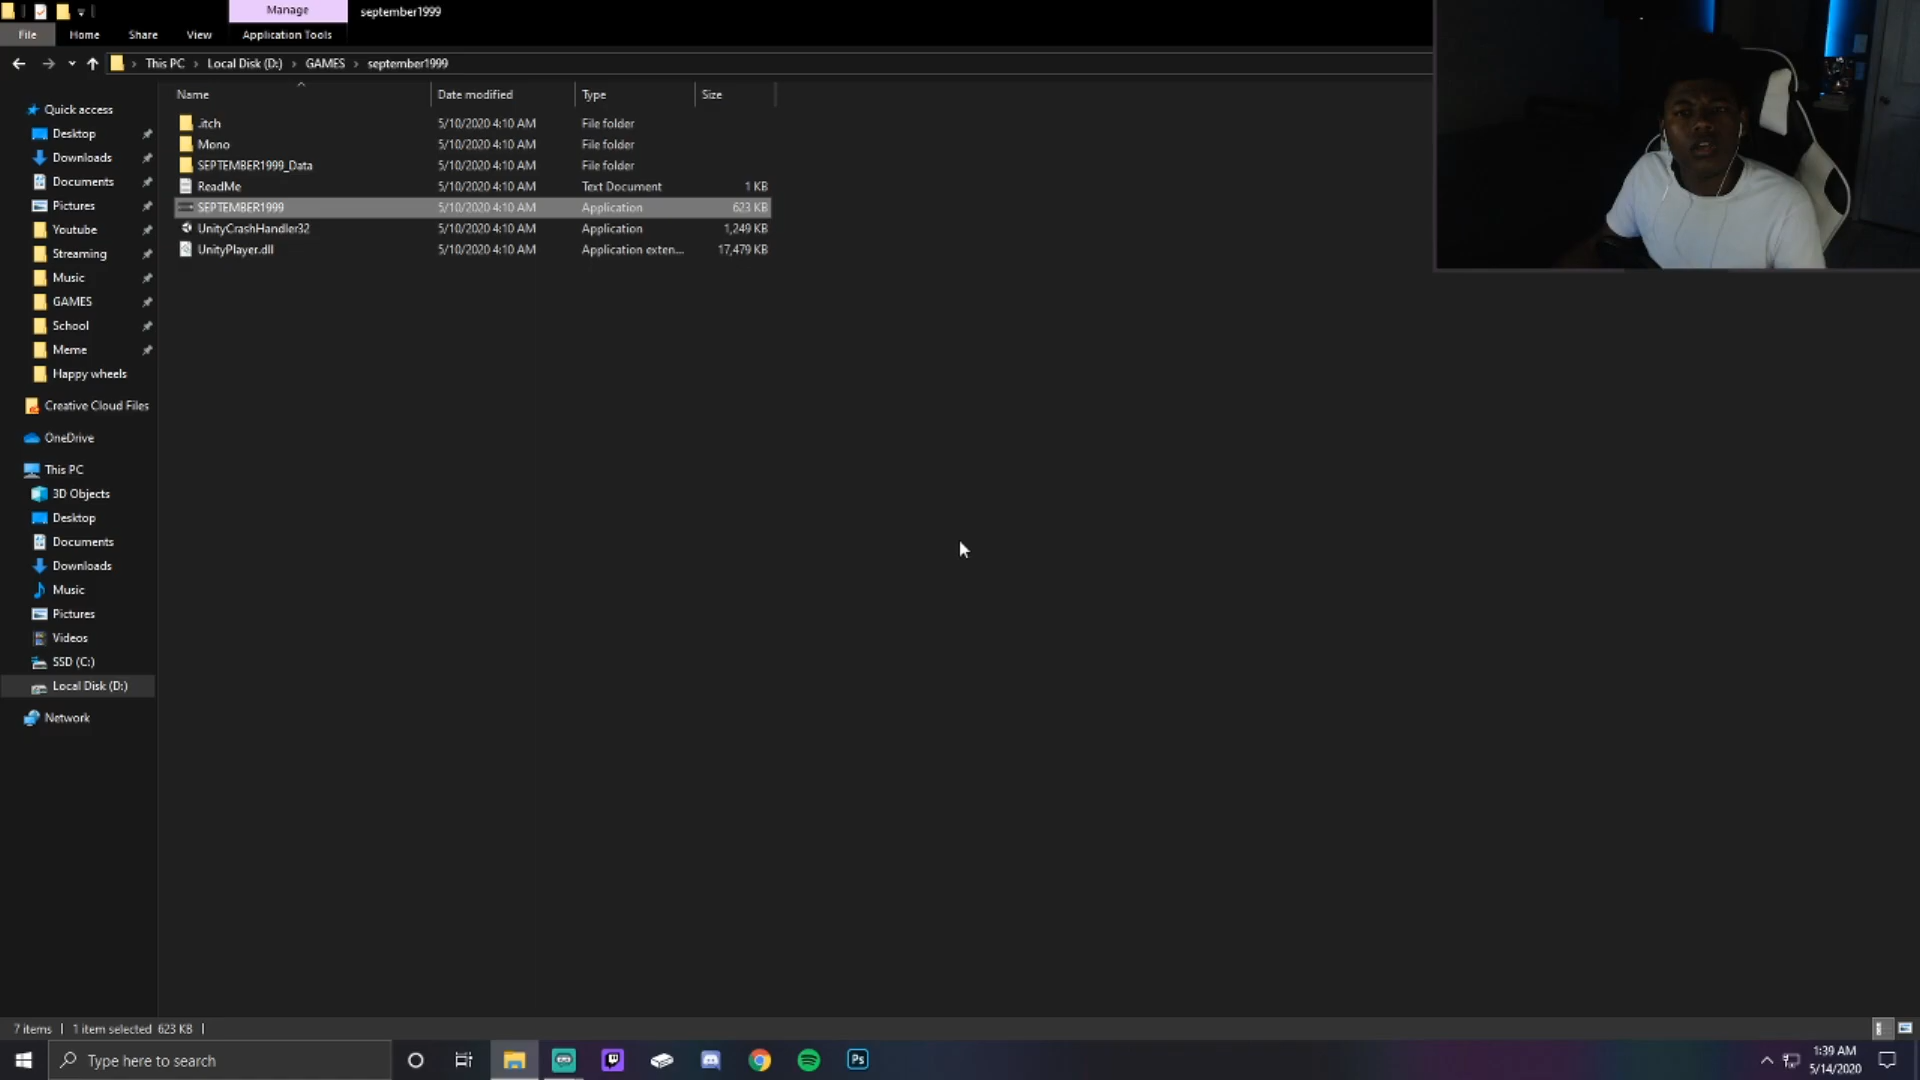 Manage
september1999
File
Home
Share
View
Application Tools
This PC
Local Disk (D:)
GAMES
september1999
Name
Date modified
Type
Size
Quick access
Desktop
Downloads
Documents
Pictures
Youtube
Streaming
Music
GAMES
School
Meme
Happy wheels
Creative Cloud Files
OneDrive
This PC
3D Objects
Desktop
Documents
Downloads
Music
Pictures
Videos
SSD (C:)
Local Disk (D:)
Network
.itch 5/10/2020 4:10 AM File folder
Mono 5/10/2020 4:10 AM File folder
SEPTEMBER1999_Data 5/10/2020 4:10 AM File folder
ReadMe 5/10/2020 4:10 AM Text Document 1 KB
SEPTEMBER1999 5/10/2020 4:10 AM Application 623 KB
UnityCrashHandler32 5/10/2020 4:10 AM Application 1,249 KB
UnityPlayer.dll 5/10/2020 4:10 AM Application exten... 17,479 KB
7 items 1 item selected 623 KB
Type here to search
Ps
1:39 AM
5/14/2020